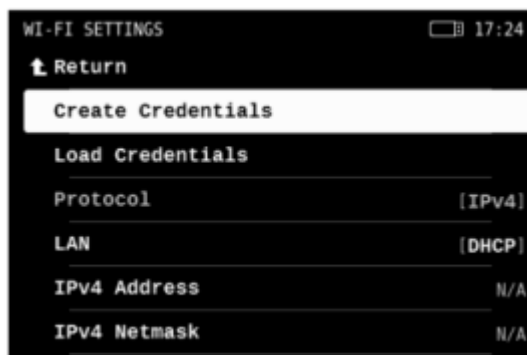 WI-FI SETTINGS 17:24
Return
Create Credentials
Load Credentials
Protocol [IPv4]
LAN [DHCP]
IPv4 Address N/A
IPv4 Netmask N/A